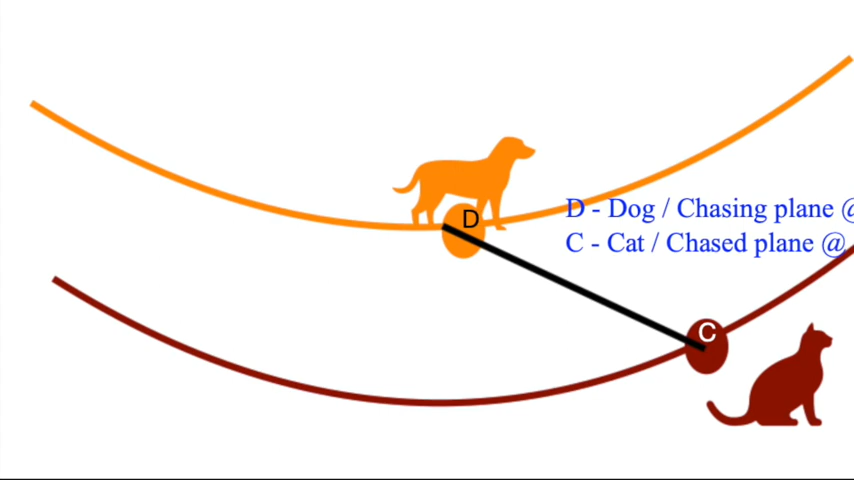 D
D - Dog / Chasing plane @
C - Cat / Chased plane @
C